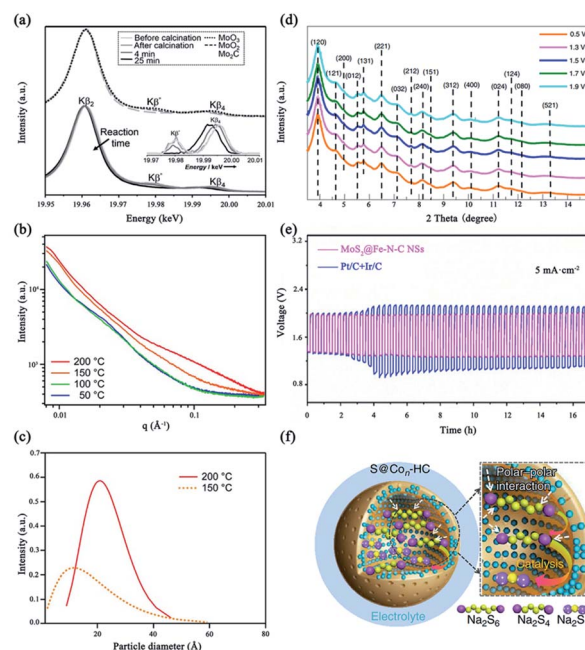 (a)
Before calcination
After calcination
4 min
25 min
MoO₃
MoO₂
Mo₂C
Kβ₂
Kβ"
Kβ₄
Reaction
time
Kβ"
Kβ₄
19.97 19.98 19.99 20.00 20.01
Energy / keV
Intensity (a.u.)
19.95 19.96 19.97 19.98 19.99 20.00 20.01
Energy (keV)
(d)
0.5 V
1.3 V
1.5 V
1.7 V
1.9 V
(120)
(121)
(200)
(012)
(131)
(221)
(032)
(212)
(240)
(151)
(312)
(400)
(024)
(124)
(080)
(521)
Intensity (a.u.)
4 5 6 7 8 9 10 11 12 13 14
2 Theta (degree)
(b)
Intensity (a.u.)
200 °C
150 °C
100 °C
50 °C
0.01 0.1
q (Å⁻¹)
(e)
MoS₂@Fe-N-C NSs
Pt/C+Ir/C
5 mA·cm⁻²
Voltage (V)
2.0
1.6
1.2
0.8
0 2 4 6 8 10 12 14 16
Time (h)
(c)
200 °C
150 °C
Intensity (a.u.)
0.7
0.6
0.5
0.4
0.3
0.2
0.1
0.0
20 40 60 80
Particle diameter (Å)
(f)
S@Coₙ-HC
Electrolyte
Polar–polar
interaction
Catalysis
Na₂S₆ Na₂S₄